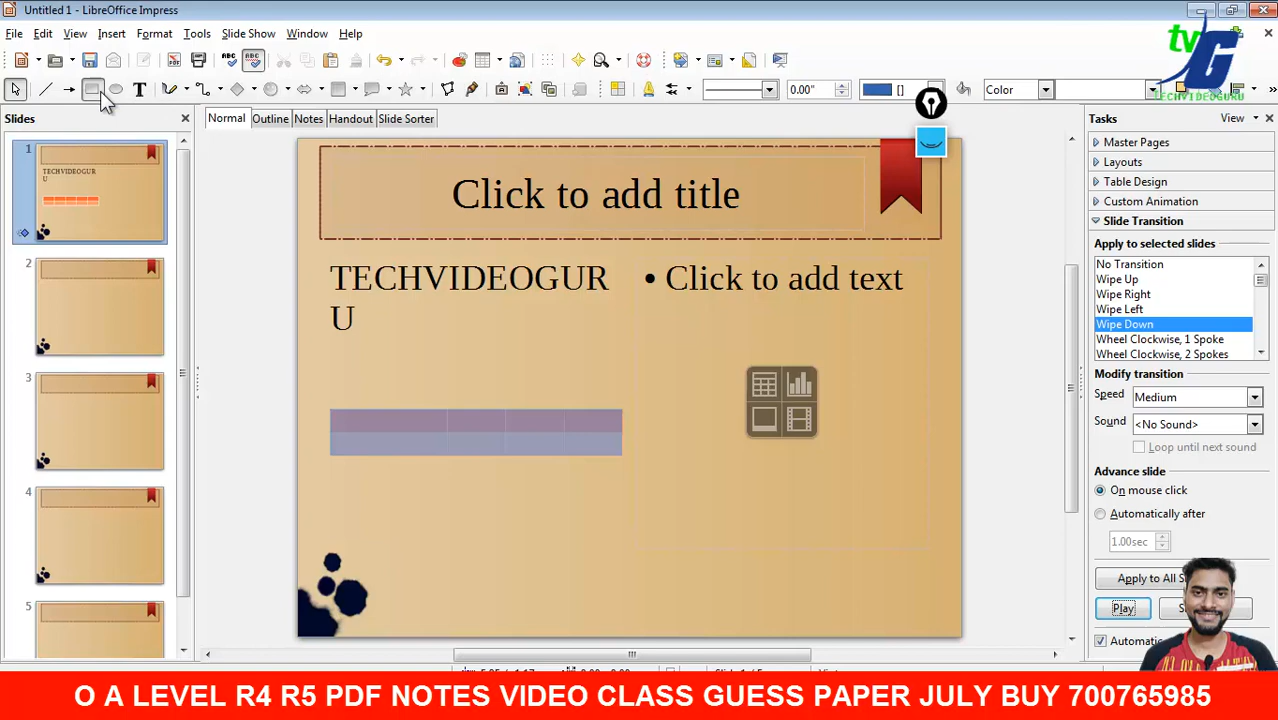 Untitled 1 - LibreOffice Impress
File Edit View Insert Format Tools Slide Show Window Help
0.00"
Color
TECHVIDEOGURU
Slides
Normal Outline Notes Handout Slide Sorter
Tasks
View
1
TECHVIDEOGUR
U
2
3
4
5
Click to add title
TECHVIDEOGUR
U
• Click to add text
Master Pages
Layouts
Table Design
Custom Animation
Slide Transition
Apply to selected slides
No Transition
Wipe Up
Wipe Right
Wipe Left
Wipe Down
Wheel Clockwise, 1 Spoke
Wheel Clockwise, 2 Spokes
Modify transition
Speed Medium
Sound <No Sound>
Loop until next sound
Advance slide
On mouse click
Automatically after
1.00sec
Apply to All
Play
O A LEVEL R4 R5 PDF NOTES VIDEO CLASS GUESS PAPER JULY BUY 700765985